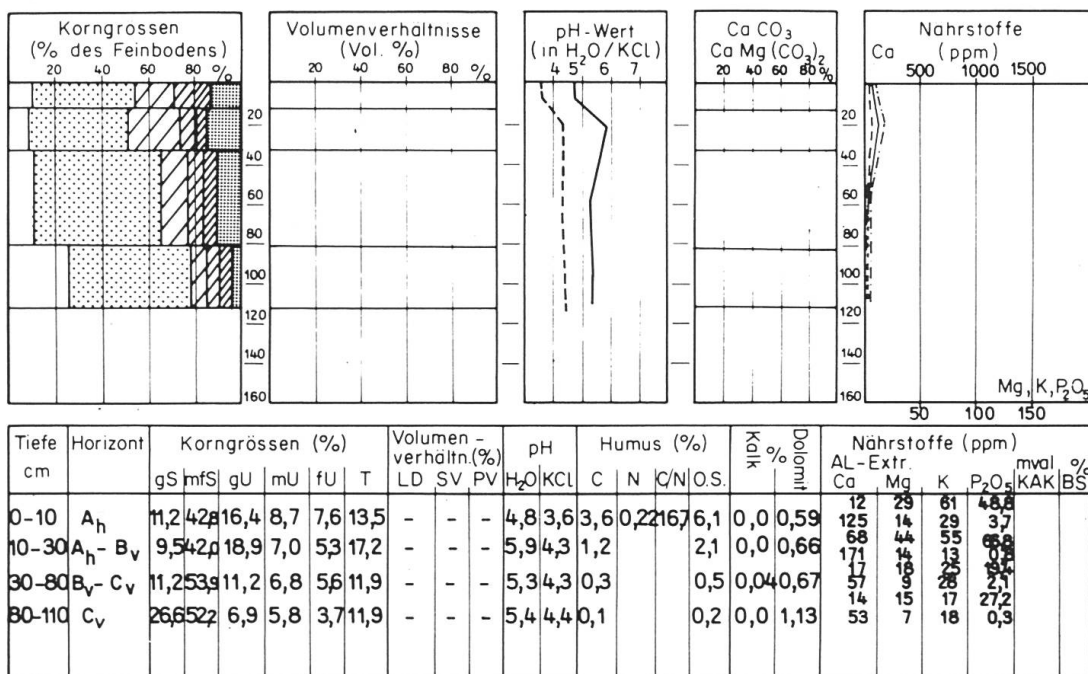 Korngrossen
(% des Feinbodens)
20 40 60 80 %
Volumenverhältnisse
(Vol. %)
20 40 60 80 %
20
40
60
80
100
120
140
160
pH-Wert
(in H₂O/KCl)
4 5 6 7
Ca CO₃
Ca Mg (CO₃)₂
20 40 60 80 %
20
40
60
80
100
120
140
160
Nahrstoffe
(ppm)
Ca 500 1000 1500
Mg, K, P₂O₅
50 100 150
Tiefe cm Horizont Korngrössen (%) Volumen-verhältn.(%) pH Humus (%) Kalk % Dolomit Nährstoffe (ppm)
AL-Extr. mval %
gS mfS gU mU fU T LD SV PV H₂O KCl C N C/N O.S. Ca Mg K P₂O₅ KAK BS
12 29 61 48,8
0-10 Aₕ 11,2 42,8 16,4 8,7 7,6 13,5 - - - 4,8 3,6 3,6 0,22 16,7 6,1 0,0 0,59
125 14 29 3,7
68 44 55
10-30 Aₕ-Bᵥ 9,5 42,0 18,9 7,0 5,3 17,2 - - - 5,9 4,3 1,2 2,1 0,0 0,66
171 14 13
17 18 25
30-80 Bᵥ-Cᵥ 11,2 53,9 11,2 6,8 5,6 11,9 - - - 5,3 4,3 0,3 0,5 0,04 0,67
57 9 28 2,1
14 15 17 27,2
80-110 Cᵥ 26,6 52,2 6,9 5,8 3,7 11,9 - - - 5,4 4,4 0,1 0,2 0,0 1,13
53 7 18 0,3